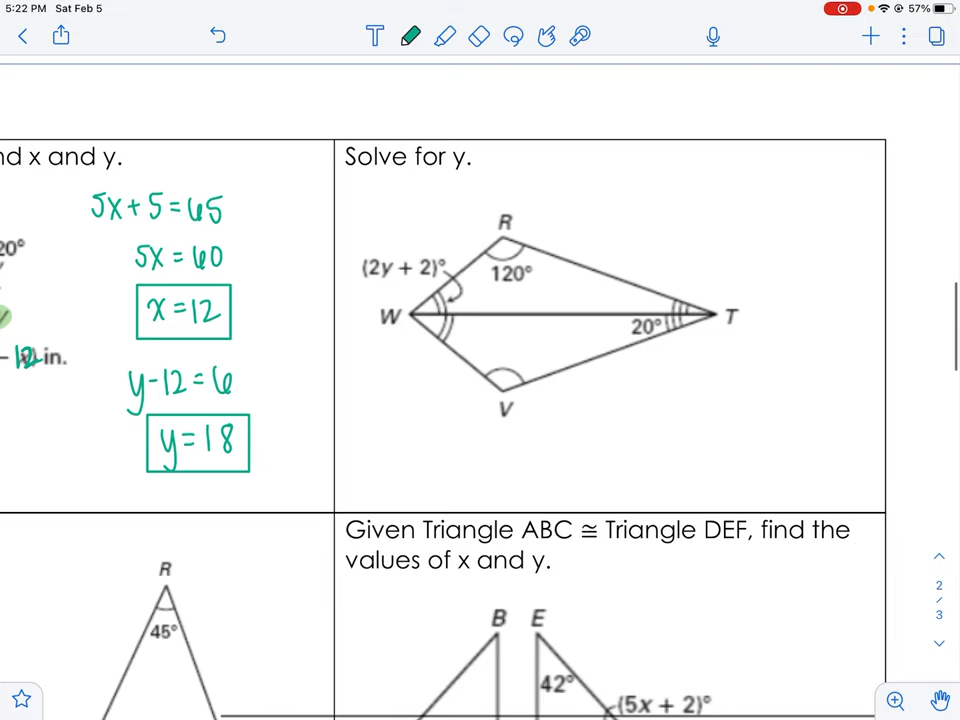 5:22 PM Sat Feb 5
57%
nd x and y.
5x + 5 = 65
20°
5x = 60
x = 12
12 in.
y - 12 = 6
y = 18
Solve for y.
R
(2y + 2)°
120°
W
20°
T
V
R
45°
Given Triangle ABC ≅ Triangle DEF, find the
values of x and y.
B E
42°
(5x + 2)°
2
/
3